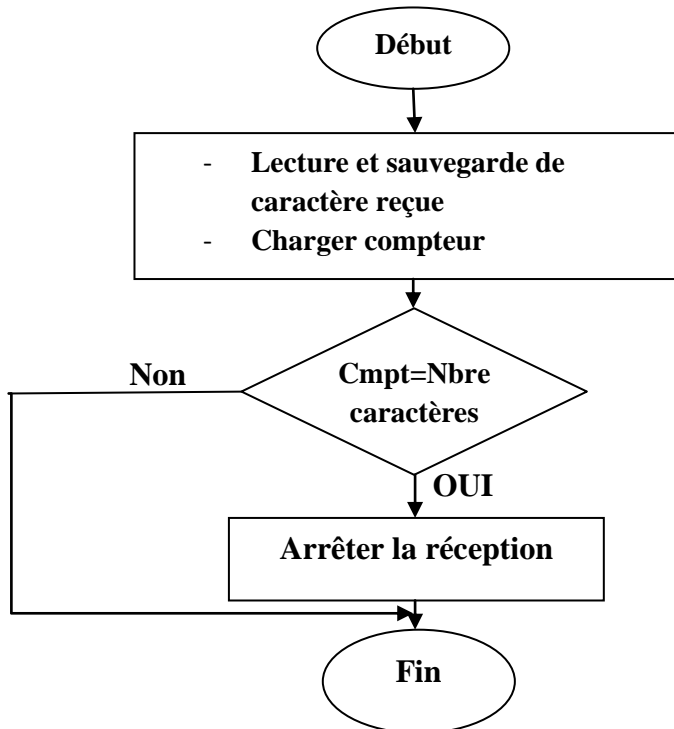 Début
- Lecture et sauvegarde de
caractère reçue
- Charger compteur
Non
Cmpt=Nbre
caractères
OUI
Arrêter la réception
Fin